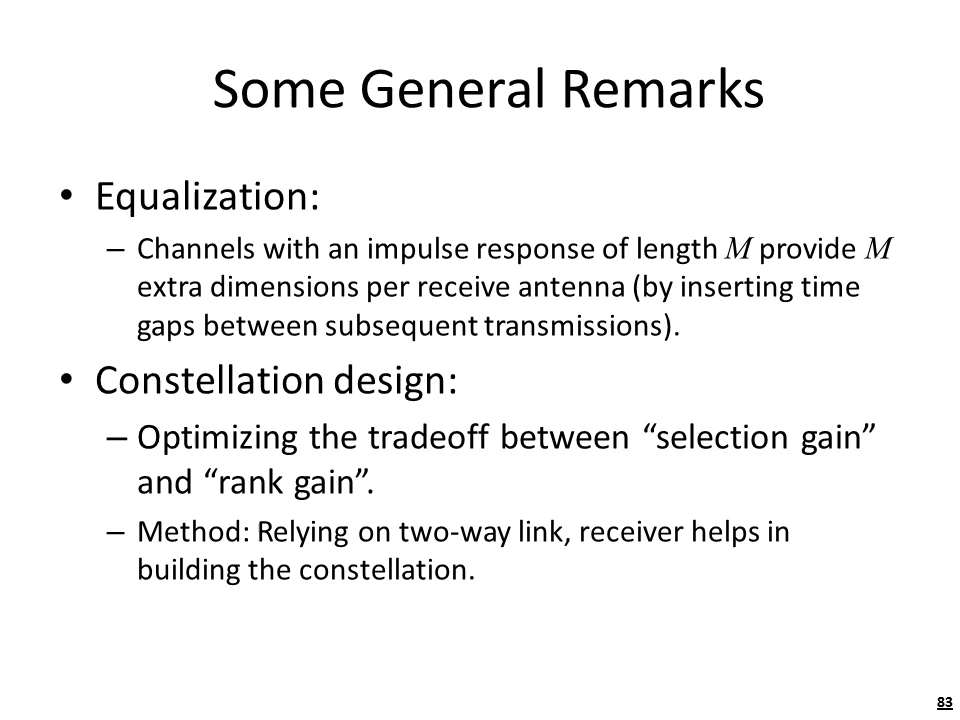 Some General Remarks
• Equalization:
– Channels with an impulse response of length M provide M
extra dimensions per receive antenna (by inserting time
gaps between subsequent transmissions).
• Constellation design:
– Optimizing the tradeoff between “selection gain”
and “rank gain”.
– Method: Relying on two-way link, receiver helps in
building the constellation.
83